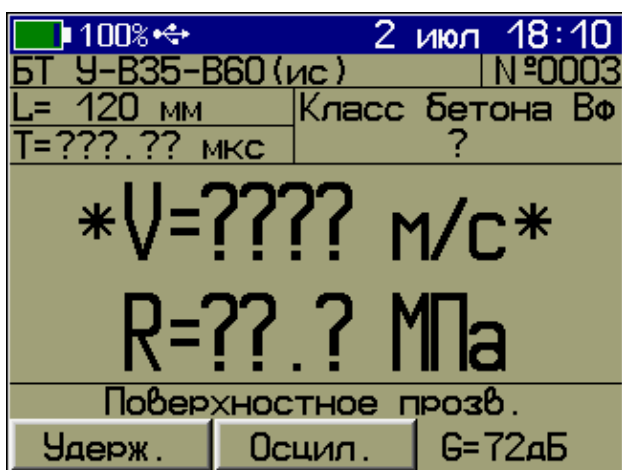 100% 2 июл 18:10
БТ У-В35-В60(ис) №0003
L= 120 мм
Класс бетона Вф
T=???.?? мкс
?
*V=???? м/с*
R=??.? МПа
Поверхностное прозв.
Удерж. Осцил. G=72дБ